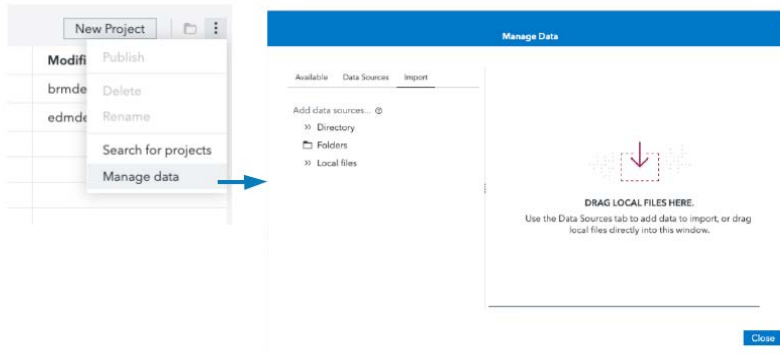 New Project
Modifi
Publish
brmde
Delete
edmde
Rename
Search for projects
Manage data
Manage Data
Available Data Sources Import
Add data sources...
Directory
Folders
Local files
DRAG LOCAL FILES HERE.
Use the Data Sources tab to add data to import, or drag
local files directly into this window.
Close